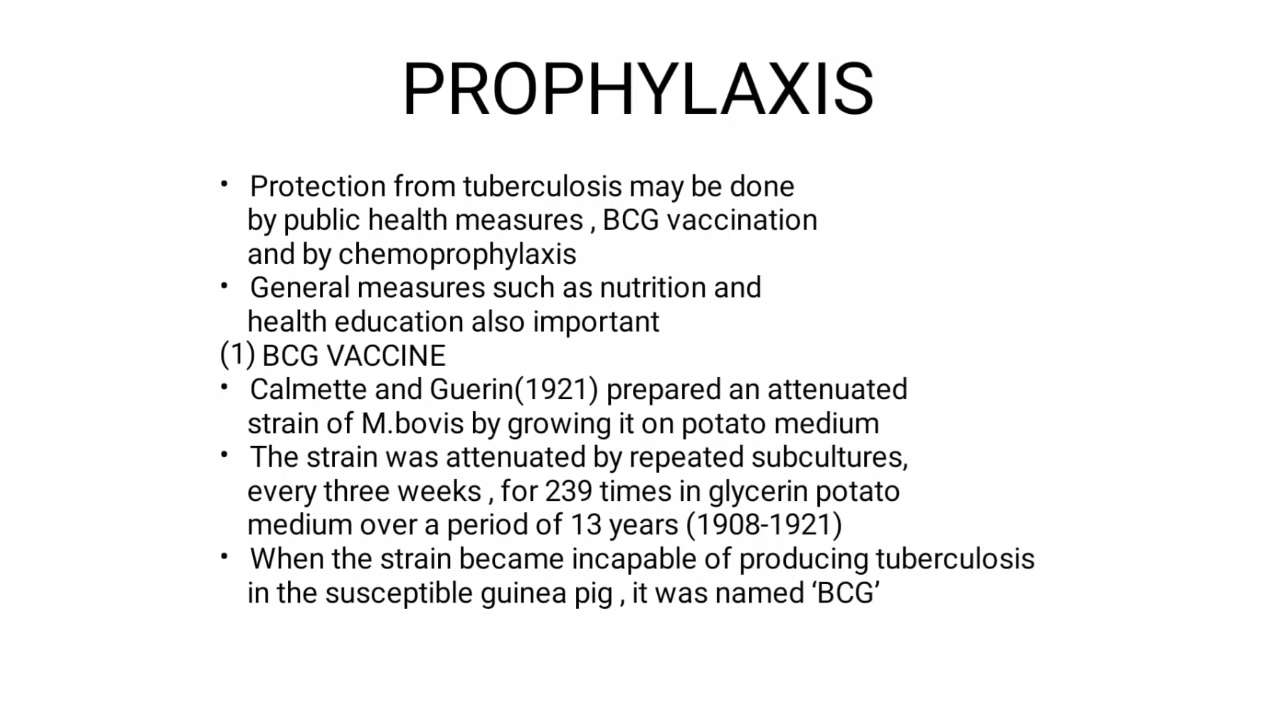 PROPHYLAXIS
• Protection from tuberculosis may be done
by public health measures , BCG vaccination
and by chemoprophylaxis
• General measures such as nutrition and
health education also important
(1) BCG VACCINE
• Calmette and Guerin(1921) prepared an attenuated
strain of M.bovis by growing it on potato medium
• The strain was attenuated by repeated subcultures,
every three weeks , for 239 times in glycerin potato
medium over a period of 13 years (1908-1921)
• When the strain became incapable of producing tuberculosis
in the susceptible guinea pig , it was named ‘BCG’